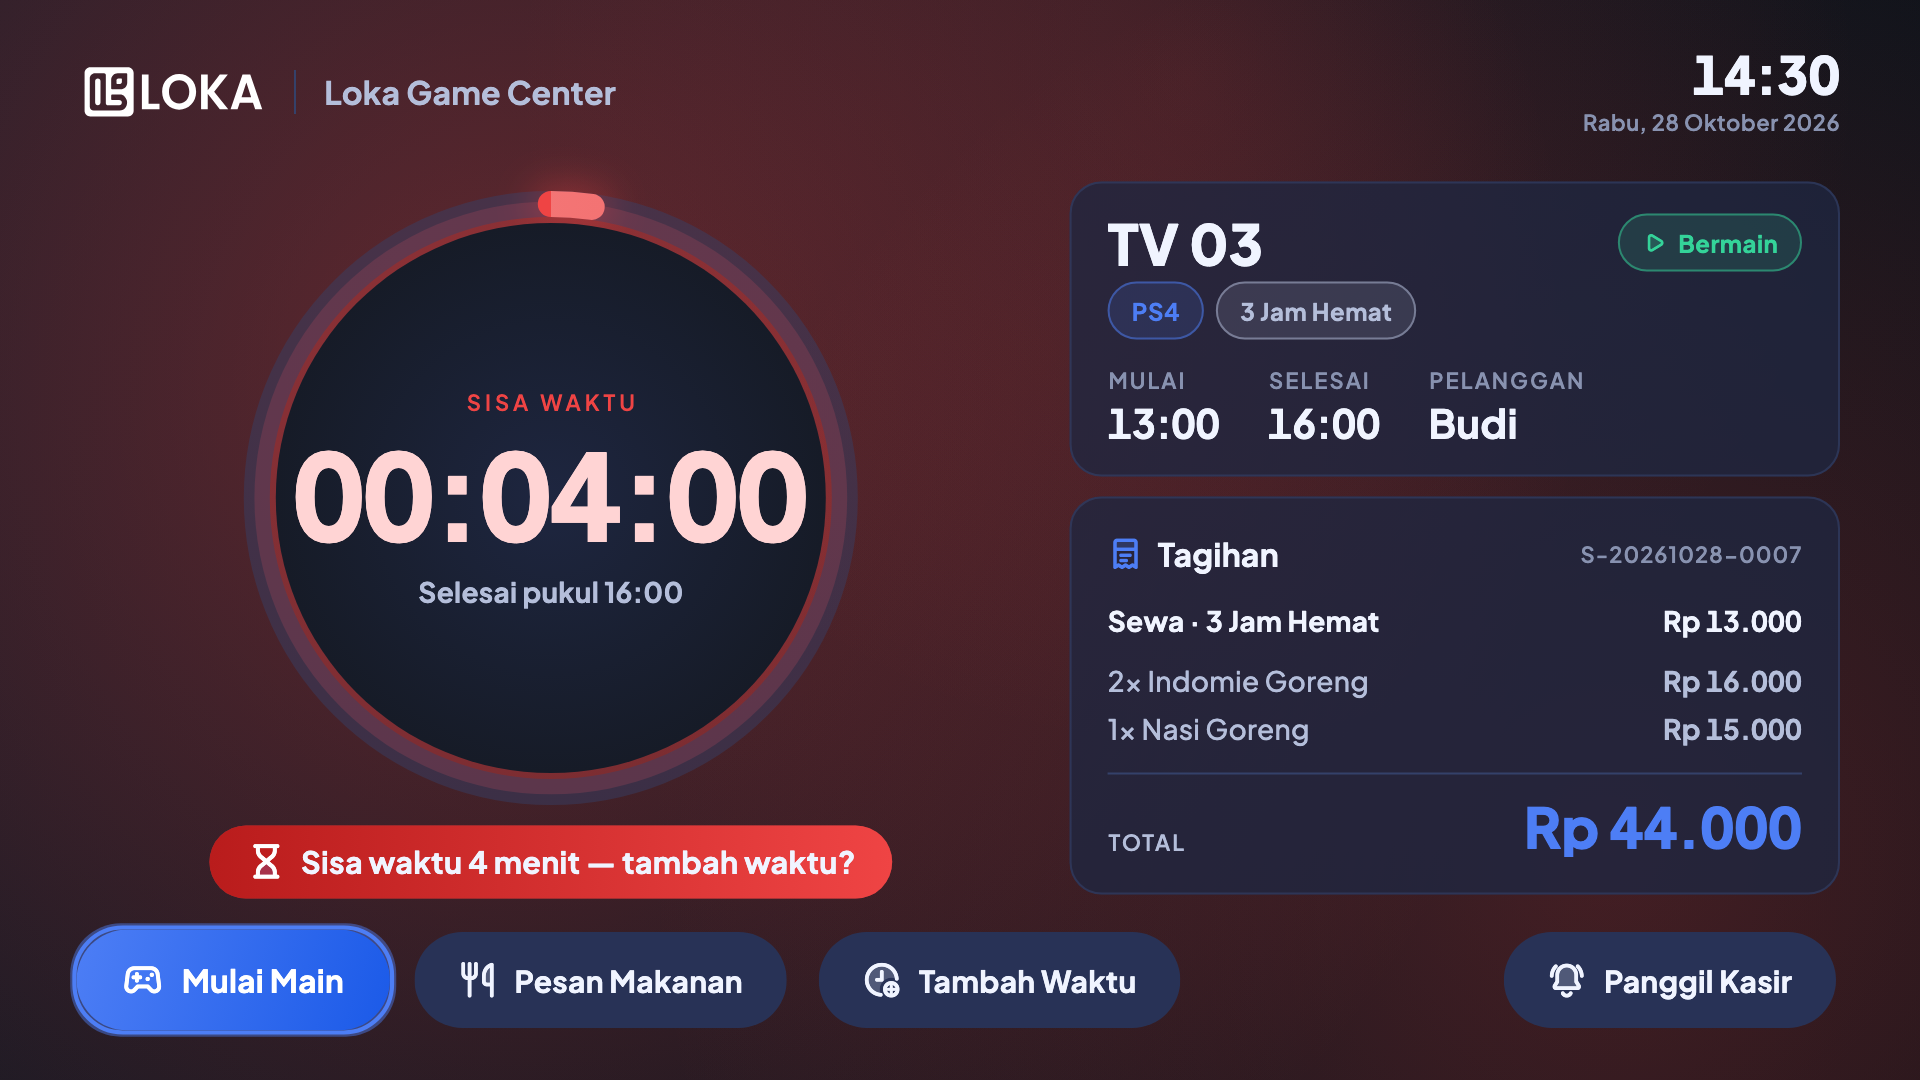 LOKA
Loka Game Center
14:30
Rabu, 28 Oktober 2026
SISA WAKTU
00:04:00
Selesai pukul 16:00
Sisa waktu 4 menit — tambah waktu?
TV 03
Bermain
PS4
3 Jam Hemat
MULAI
SELESAI
PELANGGAN
13:00
16:00
Budi
Tagihan
S-20261028-0007
Sewa · 3 Jam Hemat
Rp 13.000
2× Indomie Goreng
Rp 16.000
1× Nasi Goreng
Rp 15.000
TOTAL
Rp 44.000
Mulai Main
Pesan Makanan
Tambah Waktu
Panggil Kasir